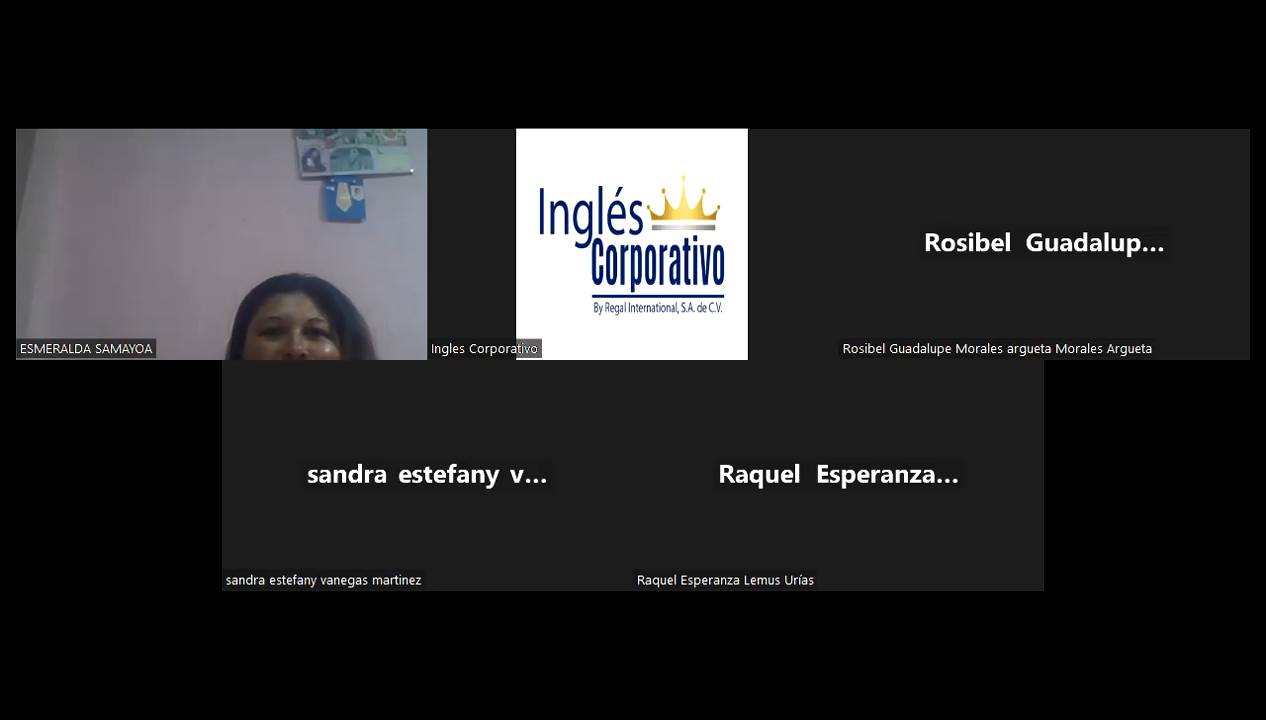 Inglés
Corporativo
By Regal International, S.A. de C.V.
Rosibel Guadalup...
ESMERALDA SAMAYOA
Ingles Corporativo
Rosibel Guadalupe Morales argueta Morales Argueta
sandra estefany v...
Raquel Esperanza...
sandra estefany vanegas martinez
Raquel Esperanza Lemus Urías